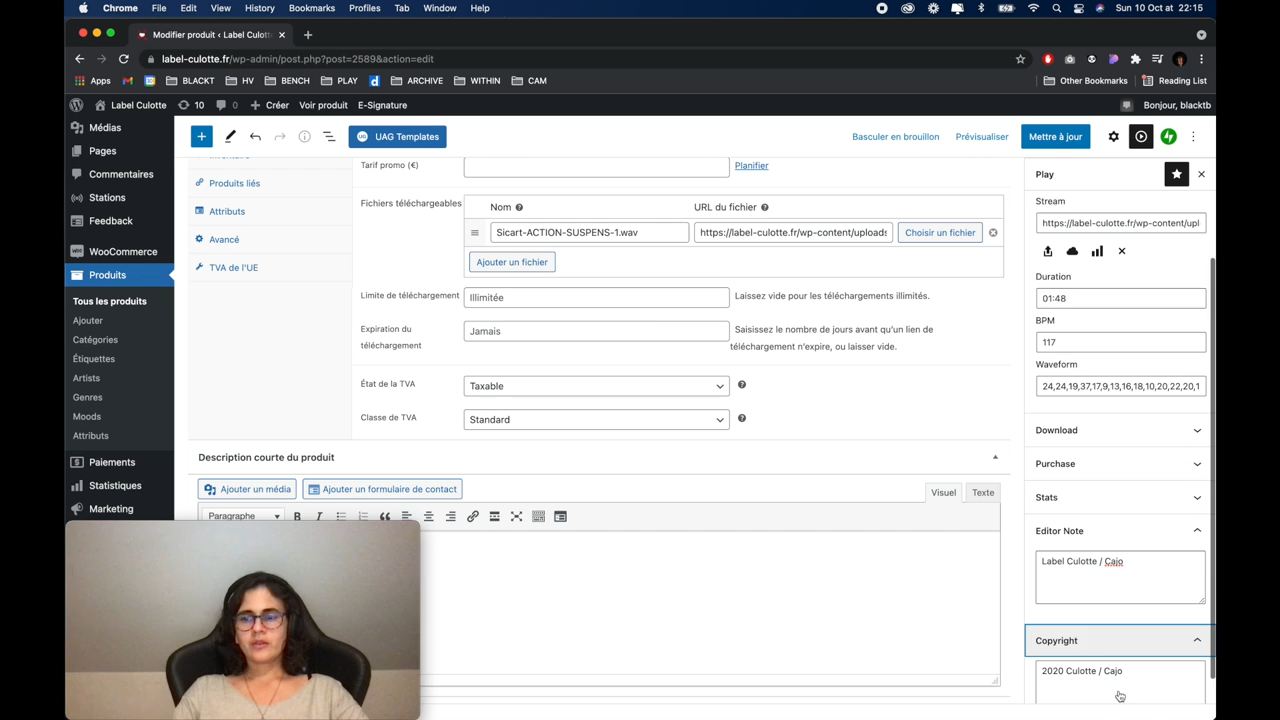 Chrome File Edit View History Bookmarks Profiles Tab Window Help Sun 10 Oct at 22:15
Modifier produit ‹ Label Culott
label-culotte.fr/wp-admin/post.php?post=2589&action=edit
Apps BLACKT HV BENCH PLAY ARCHIVE WITHIN CAM Other Bookmarks Reading List
Label Culotte 10 0 Créer Voir produit E-Signature Bonjour, blacktb
UAG Templates Basculer en brouillon Prévisualiser Mettre à jour
Médias
Pages
Commentaires
Stations
Feedback
WooCommerce
Produits
Tous les produits
Ajouter
Catégories
Étiquettes
Artists
Genres
Moods
Attributs
Paiements
Statistiques
Marketing
Produits liés
Attributs
Avancé
TVA de l'UE
Tarif promo (€) Planifier
Fichiers téléchargeables Nom URL du fichier
Sicart-ACTION-SUSPENS-1.wav https://label-culotte.fr/wp-content/uploads Choisir un fichier
Ajouter un fichier
Limite de téléchargement Illimitée Laissez vide pour les téléchargements illimités.
Expiration du téléchargement Jamais Saisissez le nombre de jours avant qu'un lien de
téléchargement n'expire, ou laisser vide.
État de la TVA Taxable
Classe de TVA Standard
Description courte du produit
Ajouter un média Ajouter un formulaire de contact Visuel Texte
Paragraphe B I
Play
Stream
https://label-culotte.fr/wp-content/upl
Duration
01:48
BPM
117
Waveform
24,24,19,37,17,9,13,16,18,10,20,22,20,1
Download
Purchase
Stats
Editor Note
Label Culotte / Cajo
Copyright
2020 Culotte / Cajo